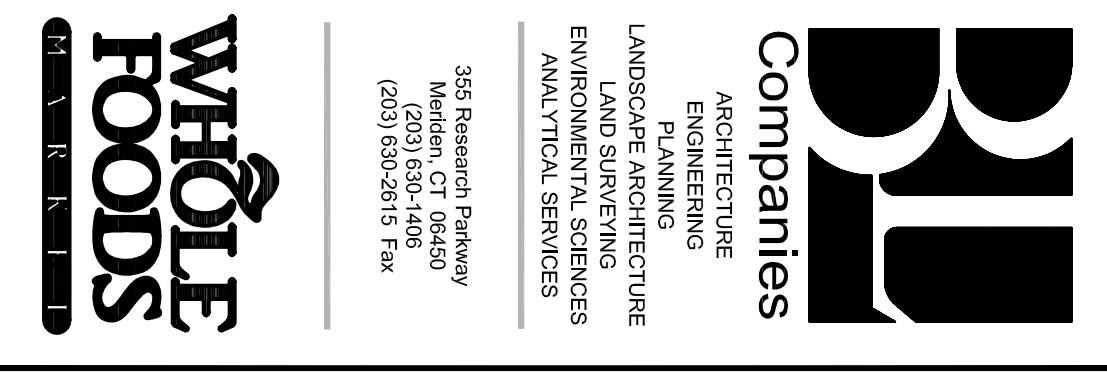 BL
Companies
ARCHITECTURE
ENGINEERING
PLANNING
LANDSCAPE ARCHITECTURE
LAND SURVEYING
ENVIRONMENTAL SCIENCES
ANALYTICAL SERVICES
355 Research Parkway
Meriden, CT 06450
(203) 630-1406
(203) 630-2615 Fax
WHOLE
FOODS
MARKET